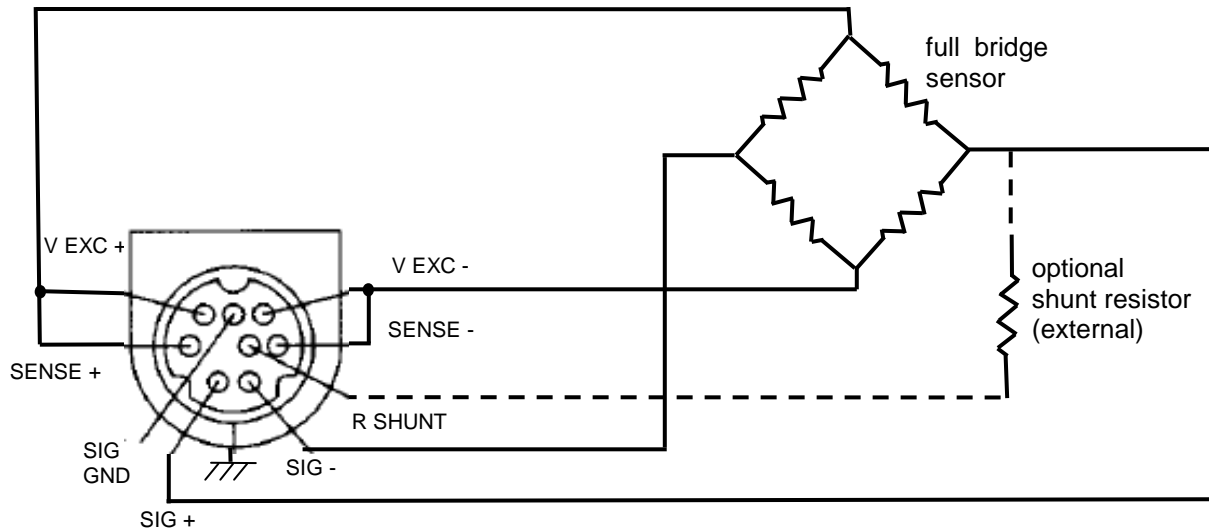 full bridge
sensor
V EXC +
V EXC -
optional
shunt resistor
(external)
SENSE -
SENSE +
R SHUNT
SIG
GND
SIG -
SIG +